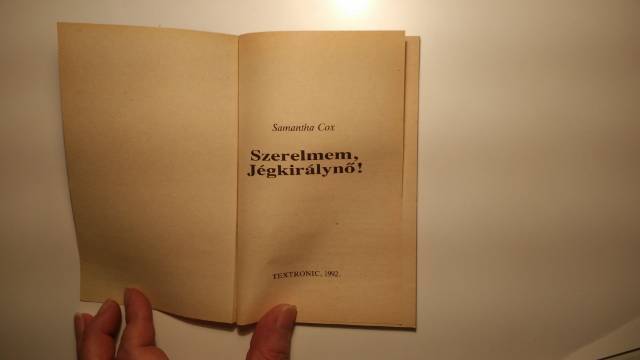 Samantha Cox
Szerelmem,
Jégkirálynő!
TEXTRONIC, 1992.